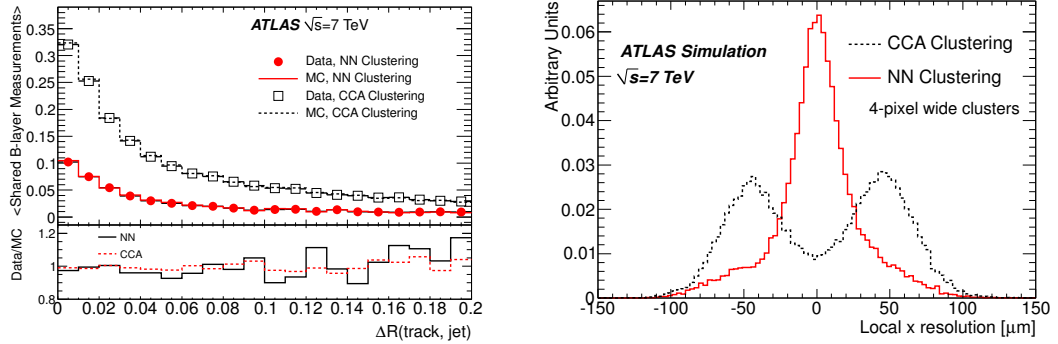 <Shared B-layer Measurements>
0.35
0.3
0.25
0.2
0.15
0.1
0.05
0
ATLAS √s=7 TeV
Data, NN Clustering
MC, NN Clustering
Data, CCA Clustering
MC, CCA Clustering
Data/MC
1.2
1
0.8
NN
CCA
0 0.02 0.04 0.06 0.08 0.1 0.12 0.14 0.16 0.18 0.2
ΔR(track, jet)
Arbitrary Units
0.06
0.05
0.04
0.03
0.02
0.01
0
ATLAS Simulation
√s=7 TeV
CCA Clustering
NN Clustering
4-pixel wide clusters
-150 -100 -50 0 50 100 150
Local x resolution [μm]